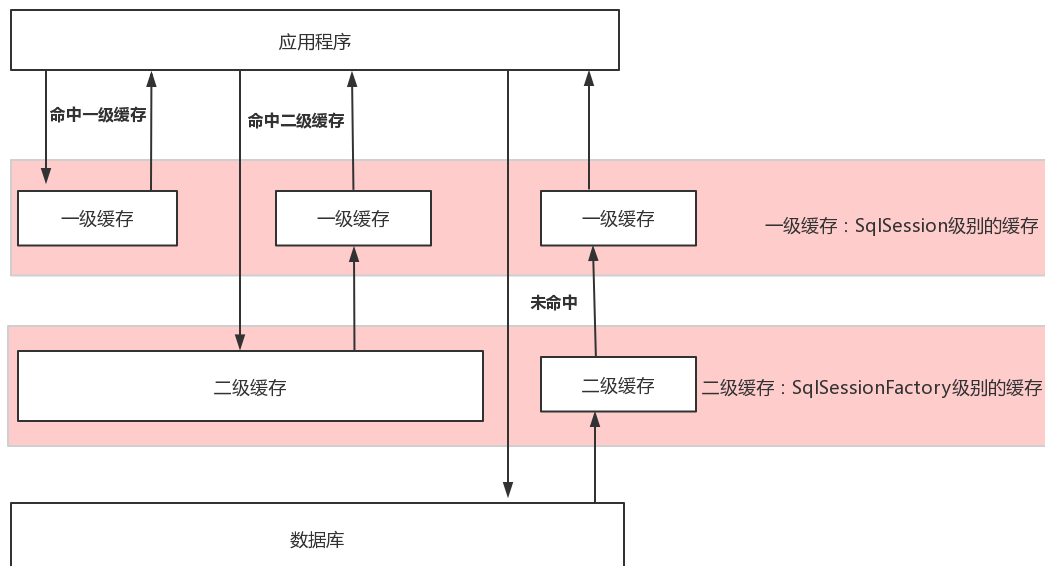 应用程序
命中一级缓存
命中二级缓存
一级缓存
一级缓存
一级缓存
一级缓存：SqlSession级别的缓存
未命中
二级缓存
二级缓存
二级缓存：SqlSessionFactory级别的缓存
数据库